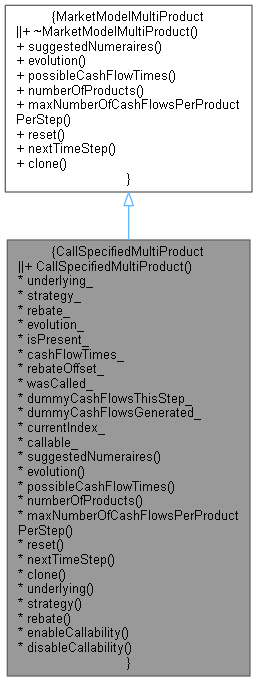 {MarketModelMultiProduct
||+ ~MarketModelMultiProduct()
+ suggestedNumeraires()
+ evolution()
+ possibleCashFlowTimes()
+ numberOfProducts()
+ maxNumberOfCashFlowsPerProduct
PerStep()
+ reset()
+ nextTimeStep()
+ clone()
}
{CallSpecifiedMultiProduct
||+ CallSpecifiedMultiProduct()
* underlying_
* strategy_
* rebate_
* evolution_
* isPresent_
* cashFlowTimes_
* rebateOffset_
* wasCalled_
* dummyCashFlowsThisStep_
* dummyCashFlowsGenerated_
* currentIndex_
* callable_
* suggestedNumeraires()
* evolution()
* possibleCashFlowTimes()
* numberOfProducts()
* maxNumberOfCashFlowsPerProduct
PerStep()
* reset()
* nextTimeStep()
* clone()
* underlying()
* strategy()
* rebate()
* enableCallability()
* disableCallability()
}